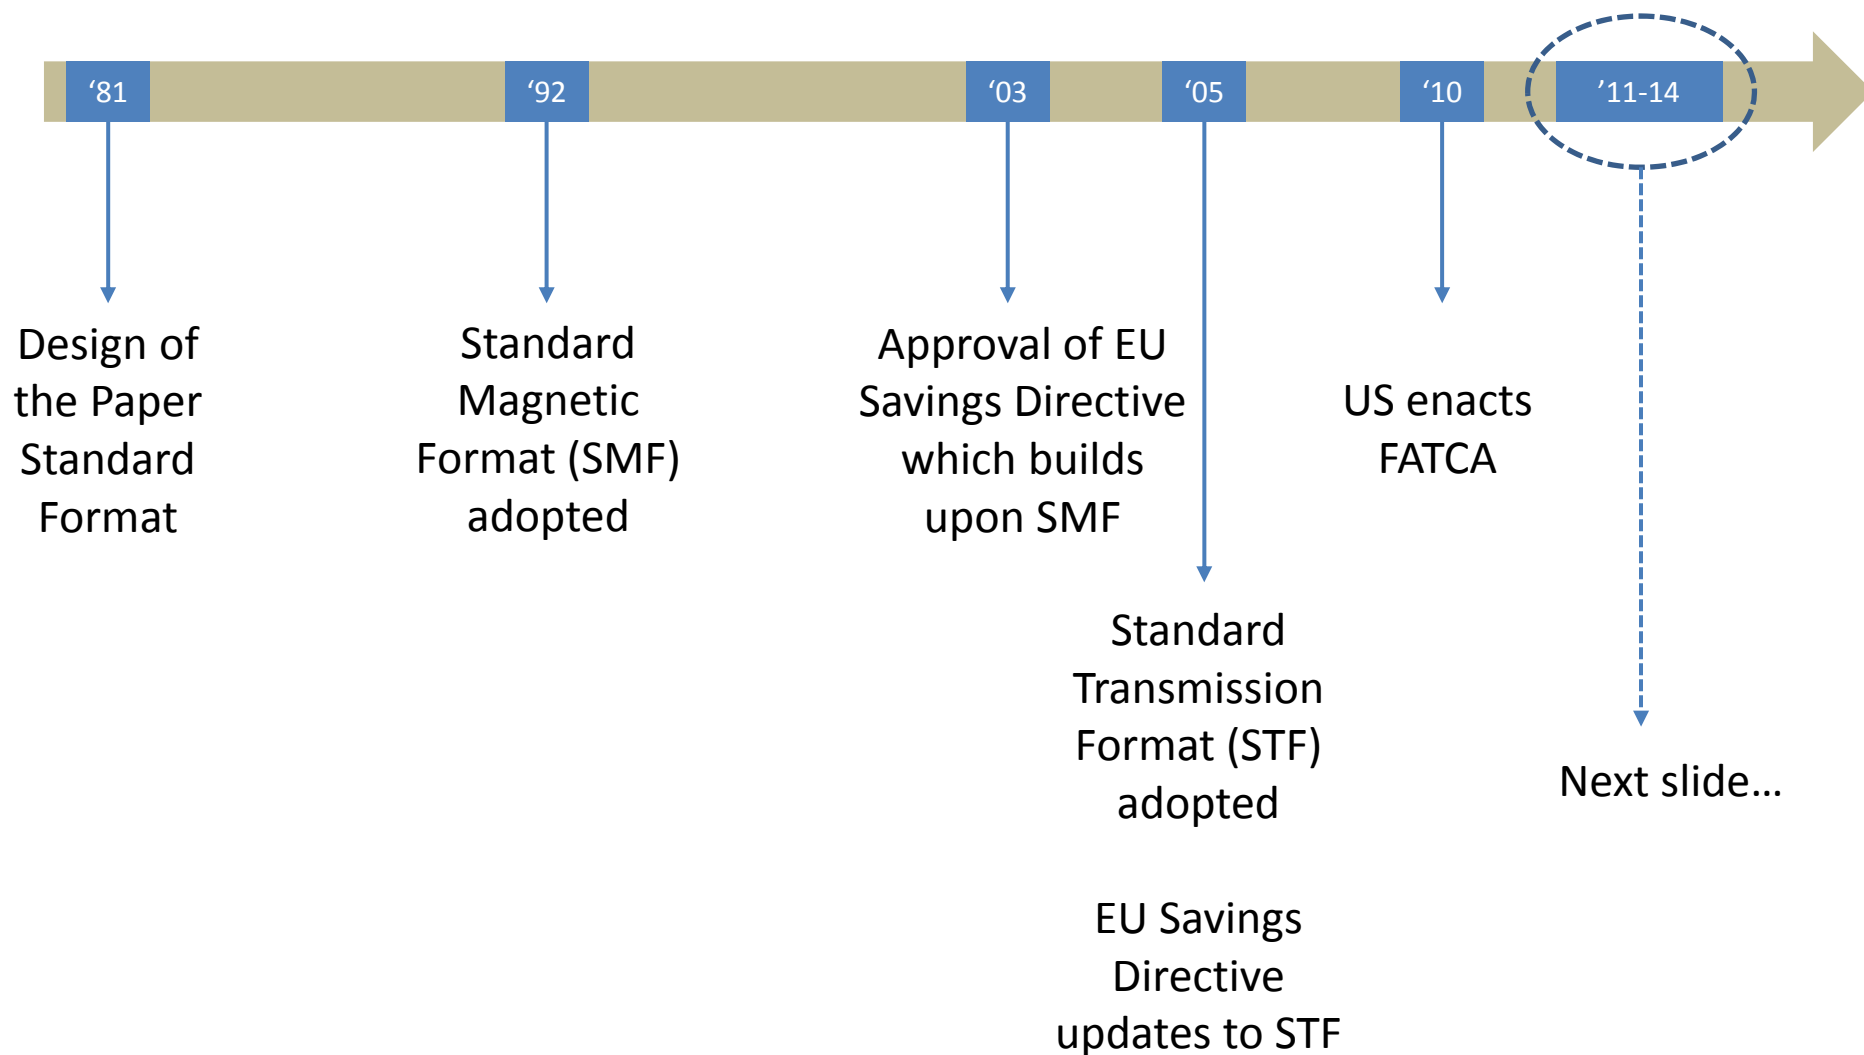 ‘81
‘92
‘03
‘05
‘10
’11-14
Design of
the Paper
Standard
Format
Standard
Magnetic
Format (SMF)
adopted
Approval of EU
Savings Directive
which builds
upon SMF
US enacts
FATCA
Standard
Transmission
Format (STF)
adopted
EU Savings
Directive
updates to STF
Next slide…